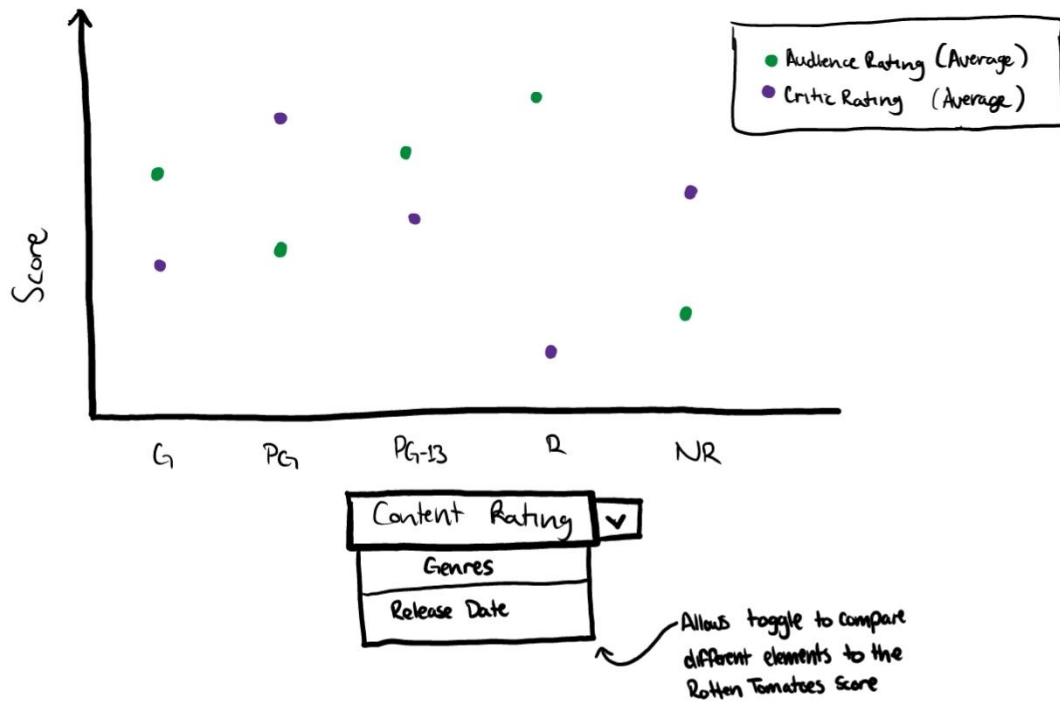 Audience Rating (Average)
Critic Rating (Average)
Score
G PG PG-13 R NR
Content Rating
Genres
Release Date
Allows toggle to compare
different elements to the
Rotten Tomatoes Score